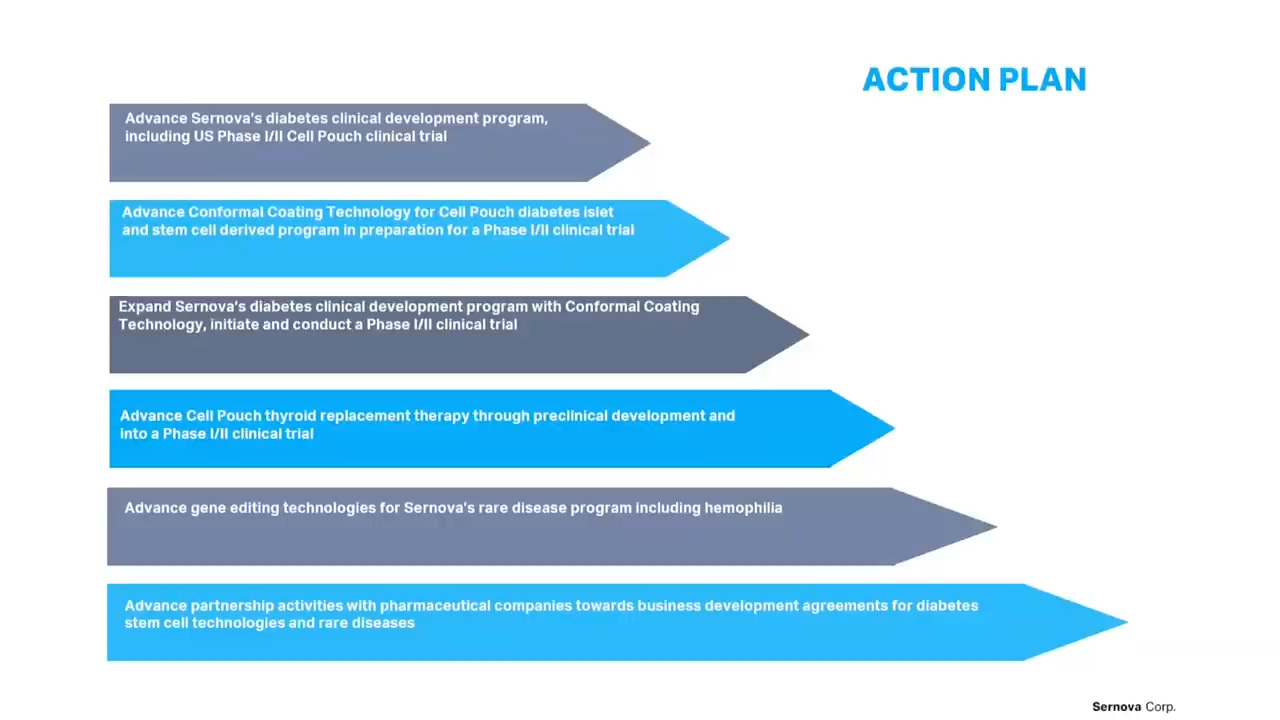 ACTION PLAN
Advance Sernova's diabetes clinical development program,
including US Phase I/II Cell Pouch clinical trial
Advance Conformal Coating Technology for Cell Pouch diabetes islet
and stem cell derived program in preparation for a Phase I/II clinical trial
Expand Sernova's diabetes clinical development program with Conformal Coating
Technology, initiate and conduct a Phase I/II clinical trial
Advance Cell Pouch thyroid replacement therapy through preclinical development and
into a Phase I/II clinical trial
Advance gene editing technologies for Sernova's rare disease program including hemophilia
Advance partnership activities with pharmaceutical companies towards business development agreements for diabetes
stem cell technologies and rare diseases
Sernova Corp.